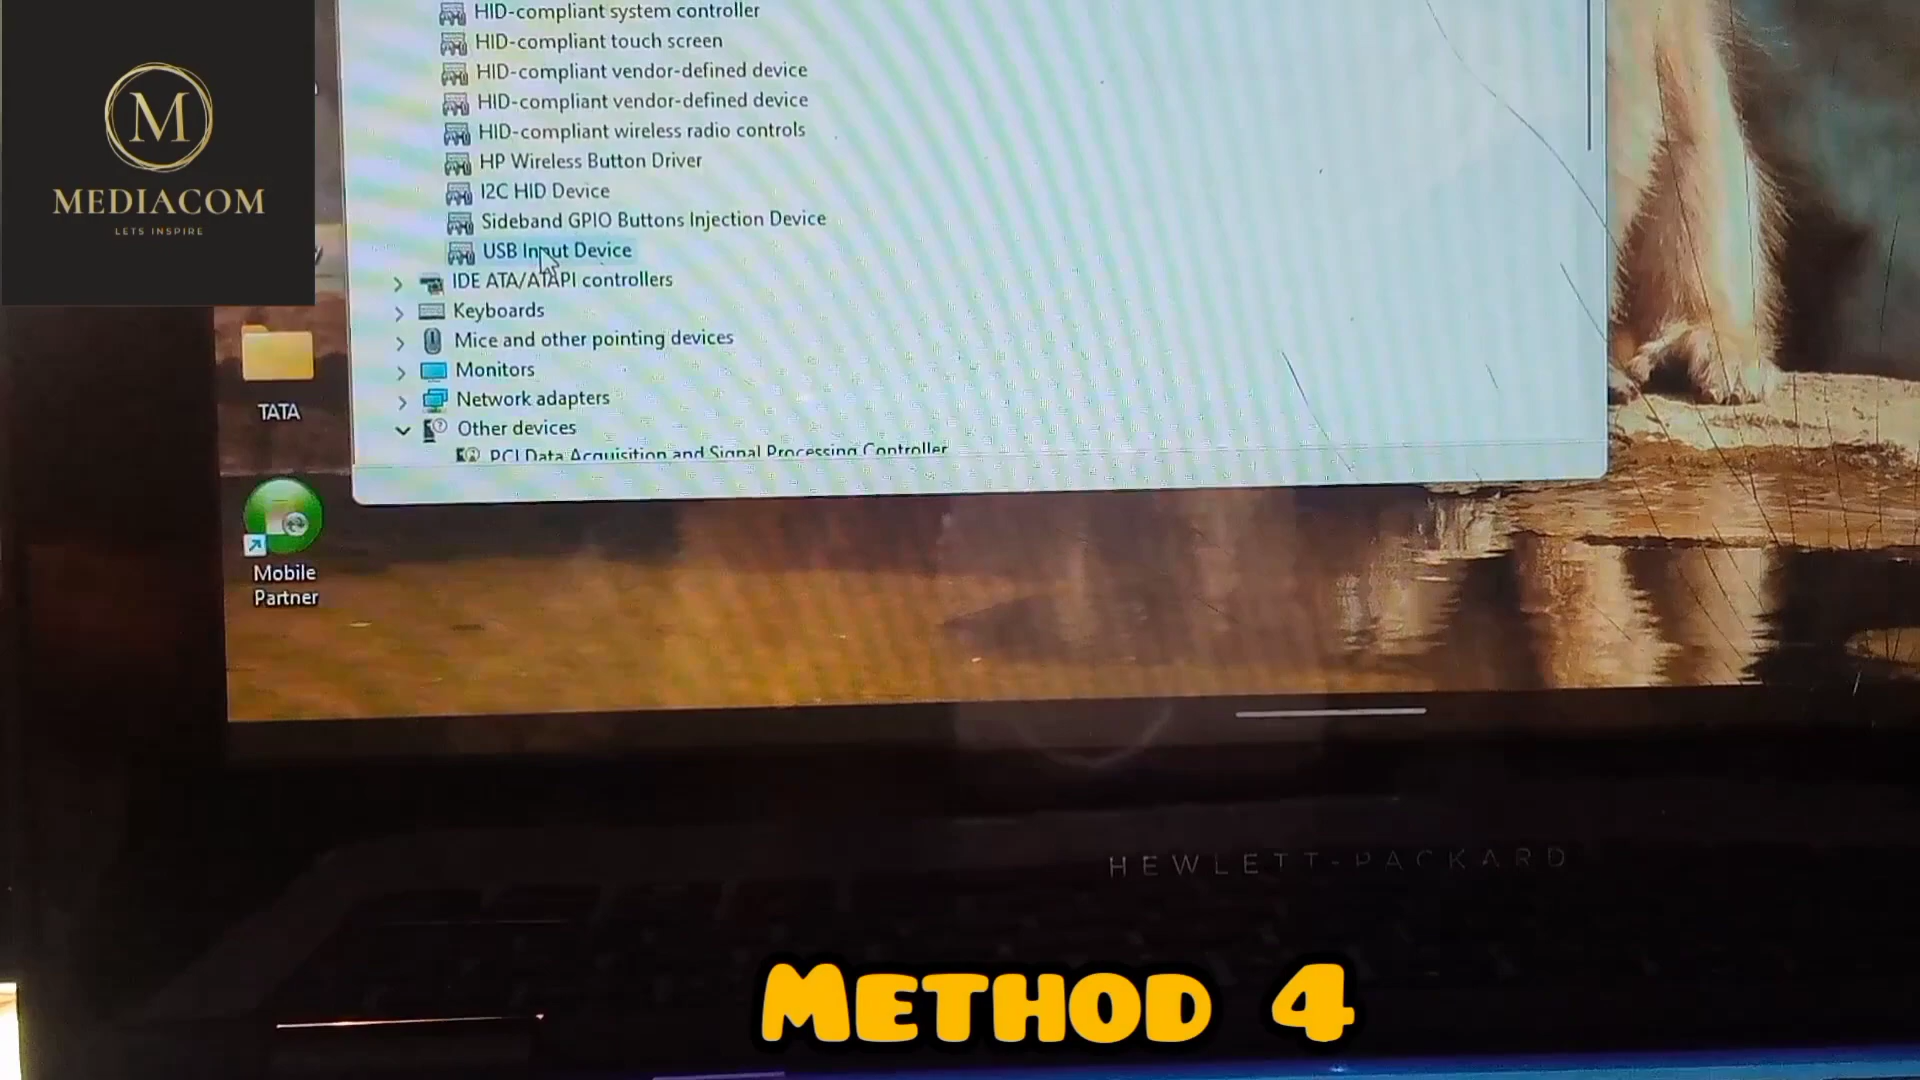 HID-compliant system controller
HID-compliant touch screen
HID-compliant vendor-defined device
HID-compliant vendor-defined device
HID-compliant wireless radio controls
HP Wireless Button Driver
I2C HID Device
Sideband GPIO Buttons Injection Device
USB Input Device
IDE ATA/ATAPI controllers
Keyboards
Mice and other pointing devices
Monitors
Network adapters
Other devices
PCI Data Acquisition and Signal Processing Controller
M
MEDIACOM
LETS INSPIRE
TATA
Mobile
Partner
HEWLETT-PACKARD
METHOD 4